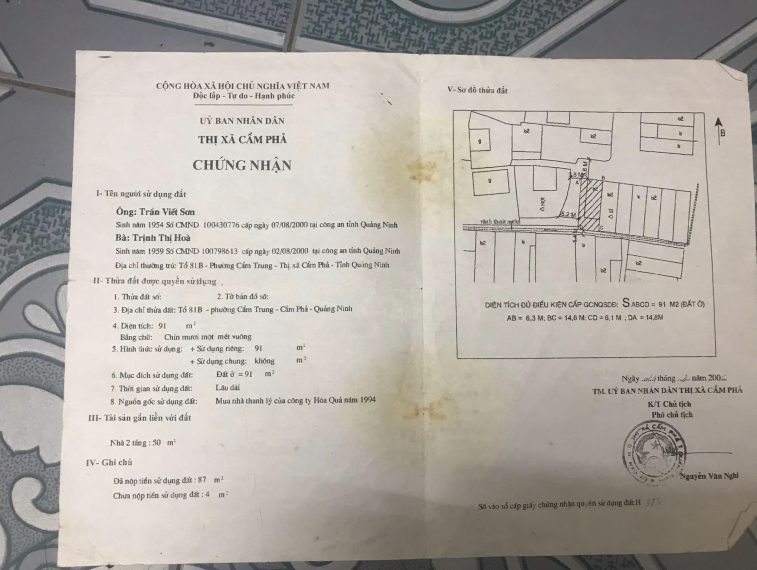 CỘNG HÒA XÃ HỘI CHỦ NGHĨA VIỆT NAM
Độc lập - Tự do - Hạnh phúc
UỶ BAN NHÂN DÂN
THỊ XÃ CẨM PHẢ
CHỨNG NHẬN
I- Tên người sử dụng đất
Ông: Trần Viết Sơn
Sinh năm 1954 Số CMND 100430776 cấp ngày 07/08/2000 tại công an tỉnh Quảng Ninh
Bà: Trịnh Thị Hoà
Sinh năm 1959 Số CMND 100798613 cấp ngày 02/08/2000 tại công an tỉnh Quảng Ninh
Địa chỉ thường trú: Tổ 81B - Phường Cẩm Trung - Thị xã Cẩm Phả - Tỉnh Quảng Ninh
II- Thửa đất được quyền sử dụng
1. Thửa đất số: 2. Tờ bản đồ số:
3. Địa chỉ thửa đất: Tổ 81B - phường Cẩm Trung - Cẩm Phả - Quảng Ninh
4. Diện tích: 91 m²
Bằng chữ: Chín mươi một mét vuông
5. Hình thức sử dụng: + Sử dụng riêng: 91 m²
+ Sử dụng chung: không m²
6. Mục đích sử dụng đất: Đất ở = 91 m²
7. Thời gian sử dụng đất: Lâu dài
8. Nguồn gốc sử dụng đất: Mua nhà thanh lý của công ty Hoa Quả năm 1994
III- Tài sản gắn liền với đất
Nhà 2 tầng : 50 m²
IV- Ghi chú
Đã nộp tiền sử dụng đất : 87 m²
Chưa nộp tiền sử dụng đất : 4 m²
V- Sơ đồ thửa đất
B
DIỆN TÍCH ĐỦ ĐIỀU KIỆN CẤP GCNQSDĐ: S ABCD = 91 M2 (ĐẤT Ở)
AB = 6,3 M; BC = 14,6 M; CD = 6,1 M ; DA = 14,8M
Ngày tháng năm 200
TM. UỶ BAN NHÂN DÂN THỊ XÃ CẨM PHẢ
K/T Chủ tịch
Phó chủ tịch
Nguyễn Văn Nghi
Số vào sổ cấp giấy chứng nhận quyền sử dụng đất: H